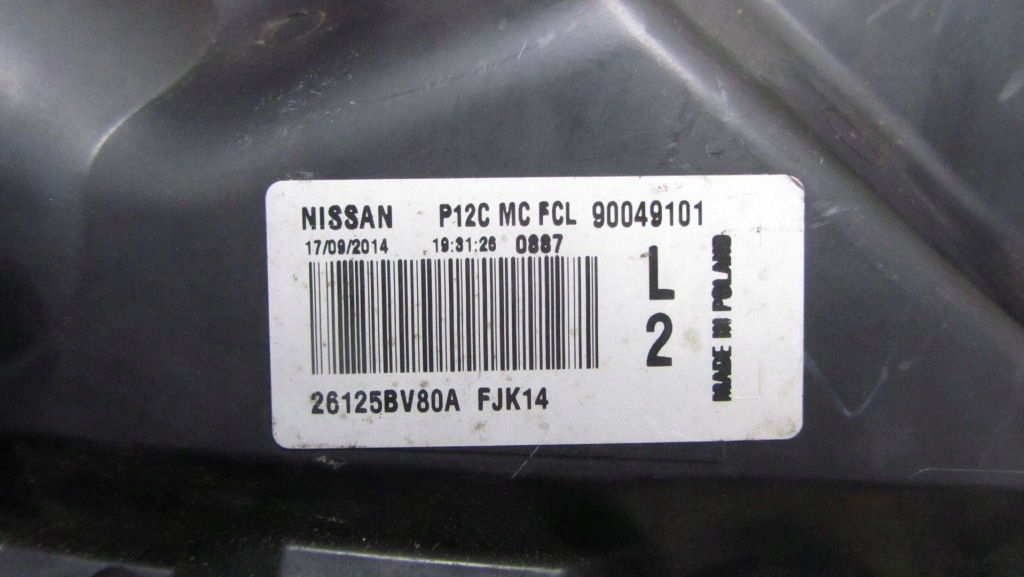 NISSAN P12C MC FCL 90049101
17/09/2014 19:31:26 0887
L
2
MADE IN POLAND
26125BV80A FJK14